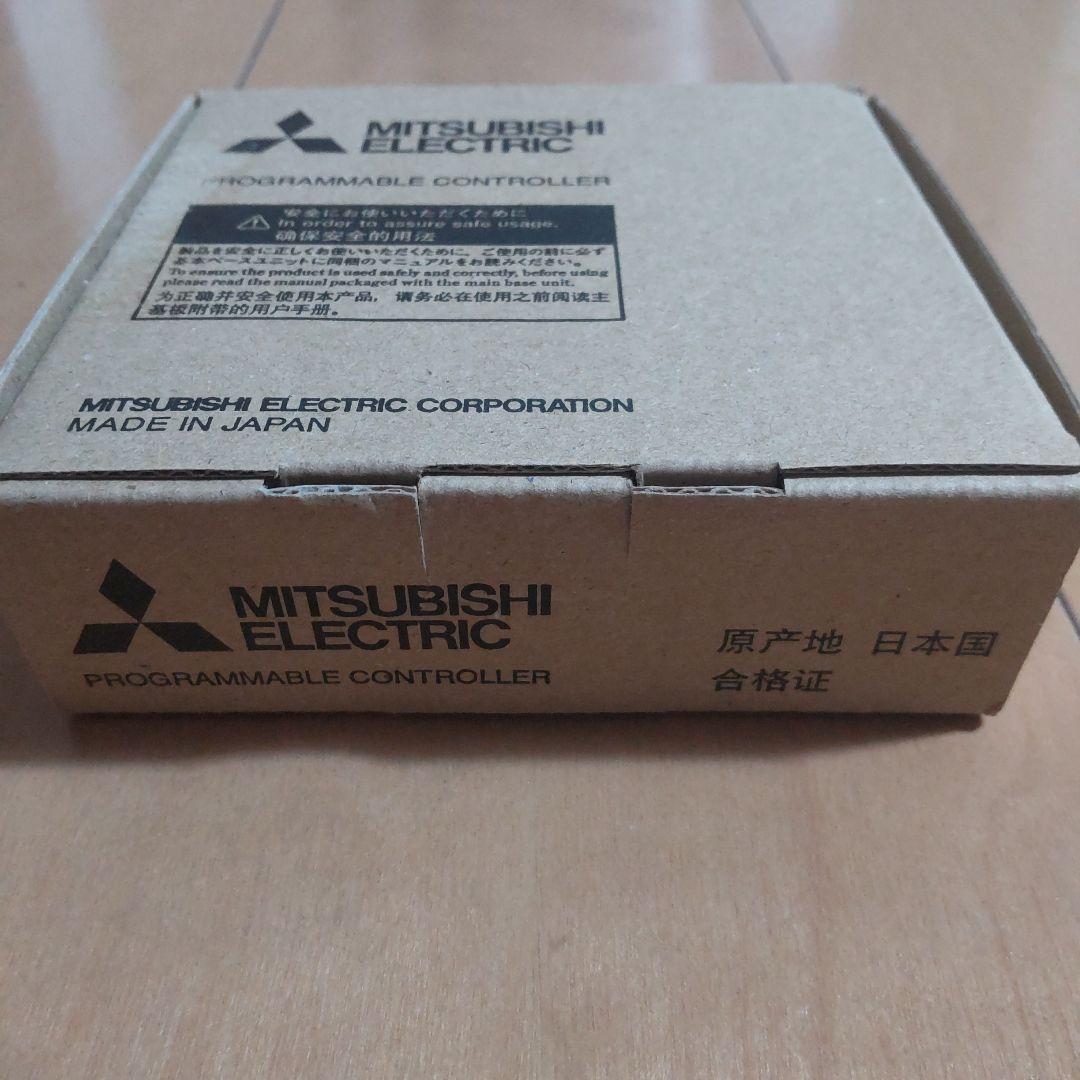 MITSUBISHI
ELECTRIC
PROGRAMMABLE CONTROLLER
安全にお使いいただくために
In order to assure safe usage.
确保安全的用法
製品を安全に正しくお使いいただくために、ご使用の前に必ず
基本ベースユニットに同梱のマニュアルをお読みください。
To ensure the product is used safely and correctly, before using
please read the manual packaged with the main base unit.
为正确并安全使用本产品，请务必在使用之前阅读主
基板附带的用户手册。
MITSUBISHI ELECTRIC CORPORATION
MADE IN JAPAN
MITSUBISHI
ELECTRIC
PROGRAMMABLE CONTROLLER
原产地 日本国
合格证